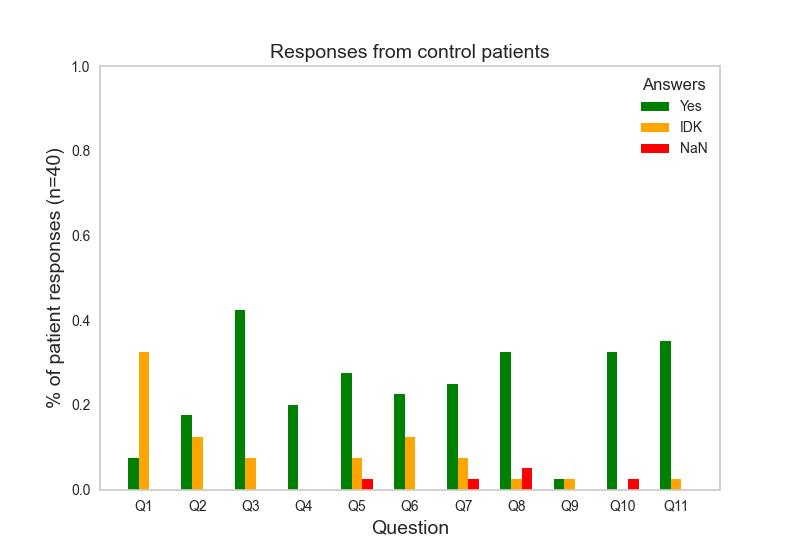 Responses from control patients
1.0
0.8
0.6
0.4
0.2
0.0
% of patient responses (n=40)
Answers
Yes
IDK
NaN
Q1 Q2 Q3 Q4 Q5 Q6 Q7 Q8 Q9 Q10 Q11
Question